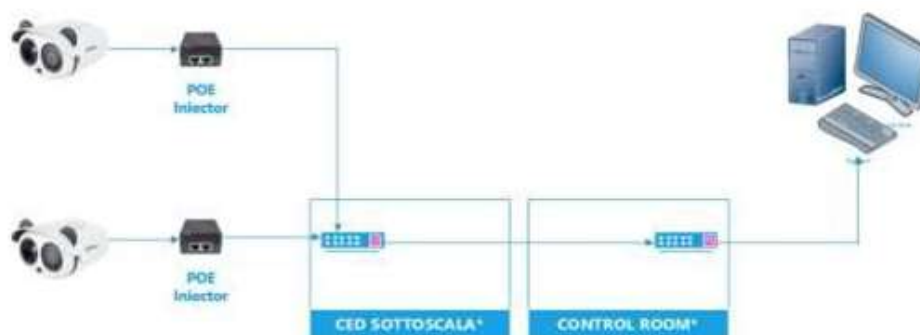 POE
Iniector
POE
Iniector
CED SOTTOSCALA*
CONTROL ROOM*